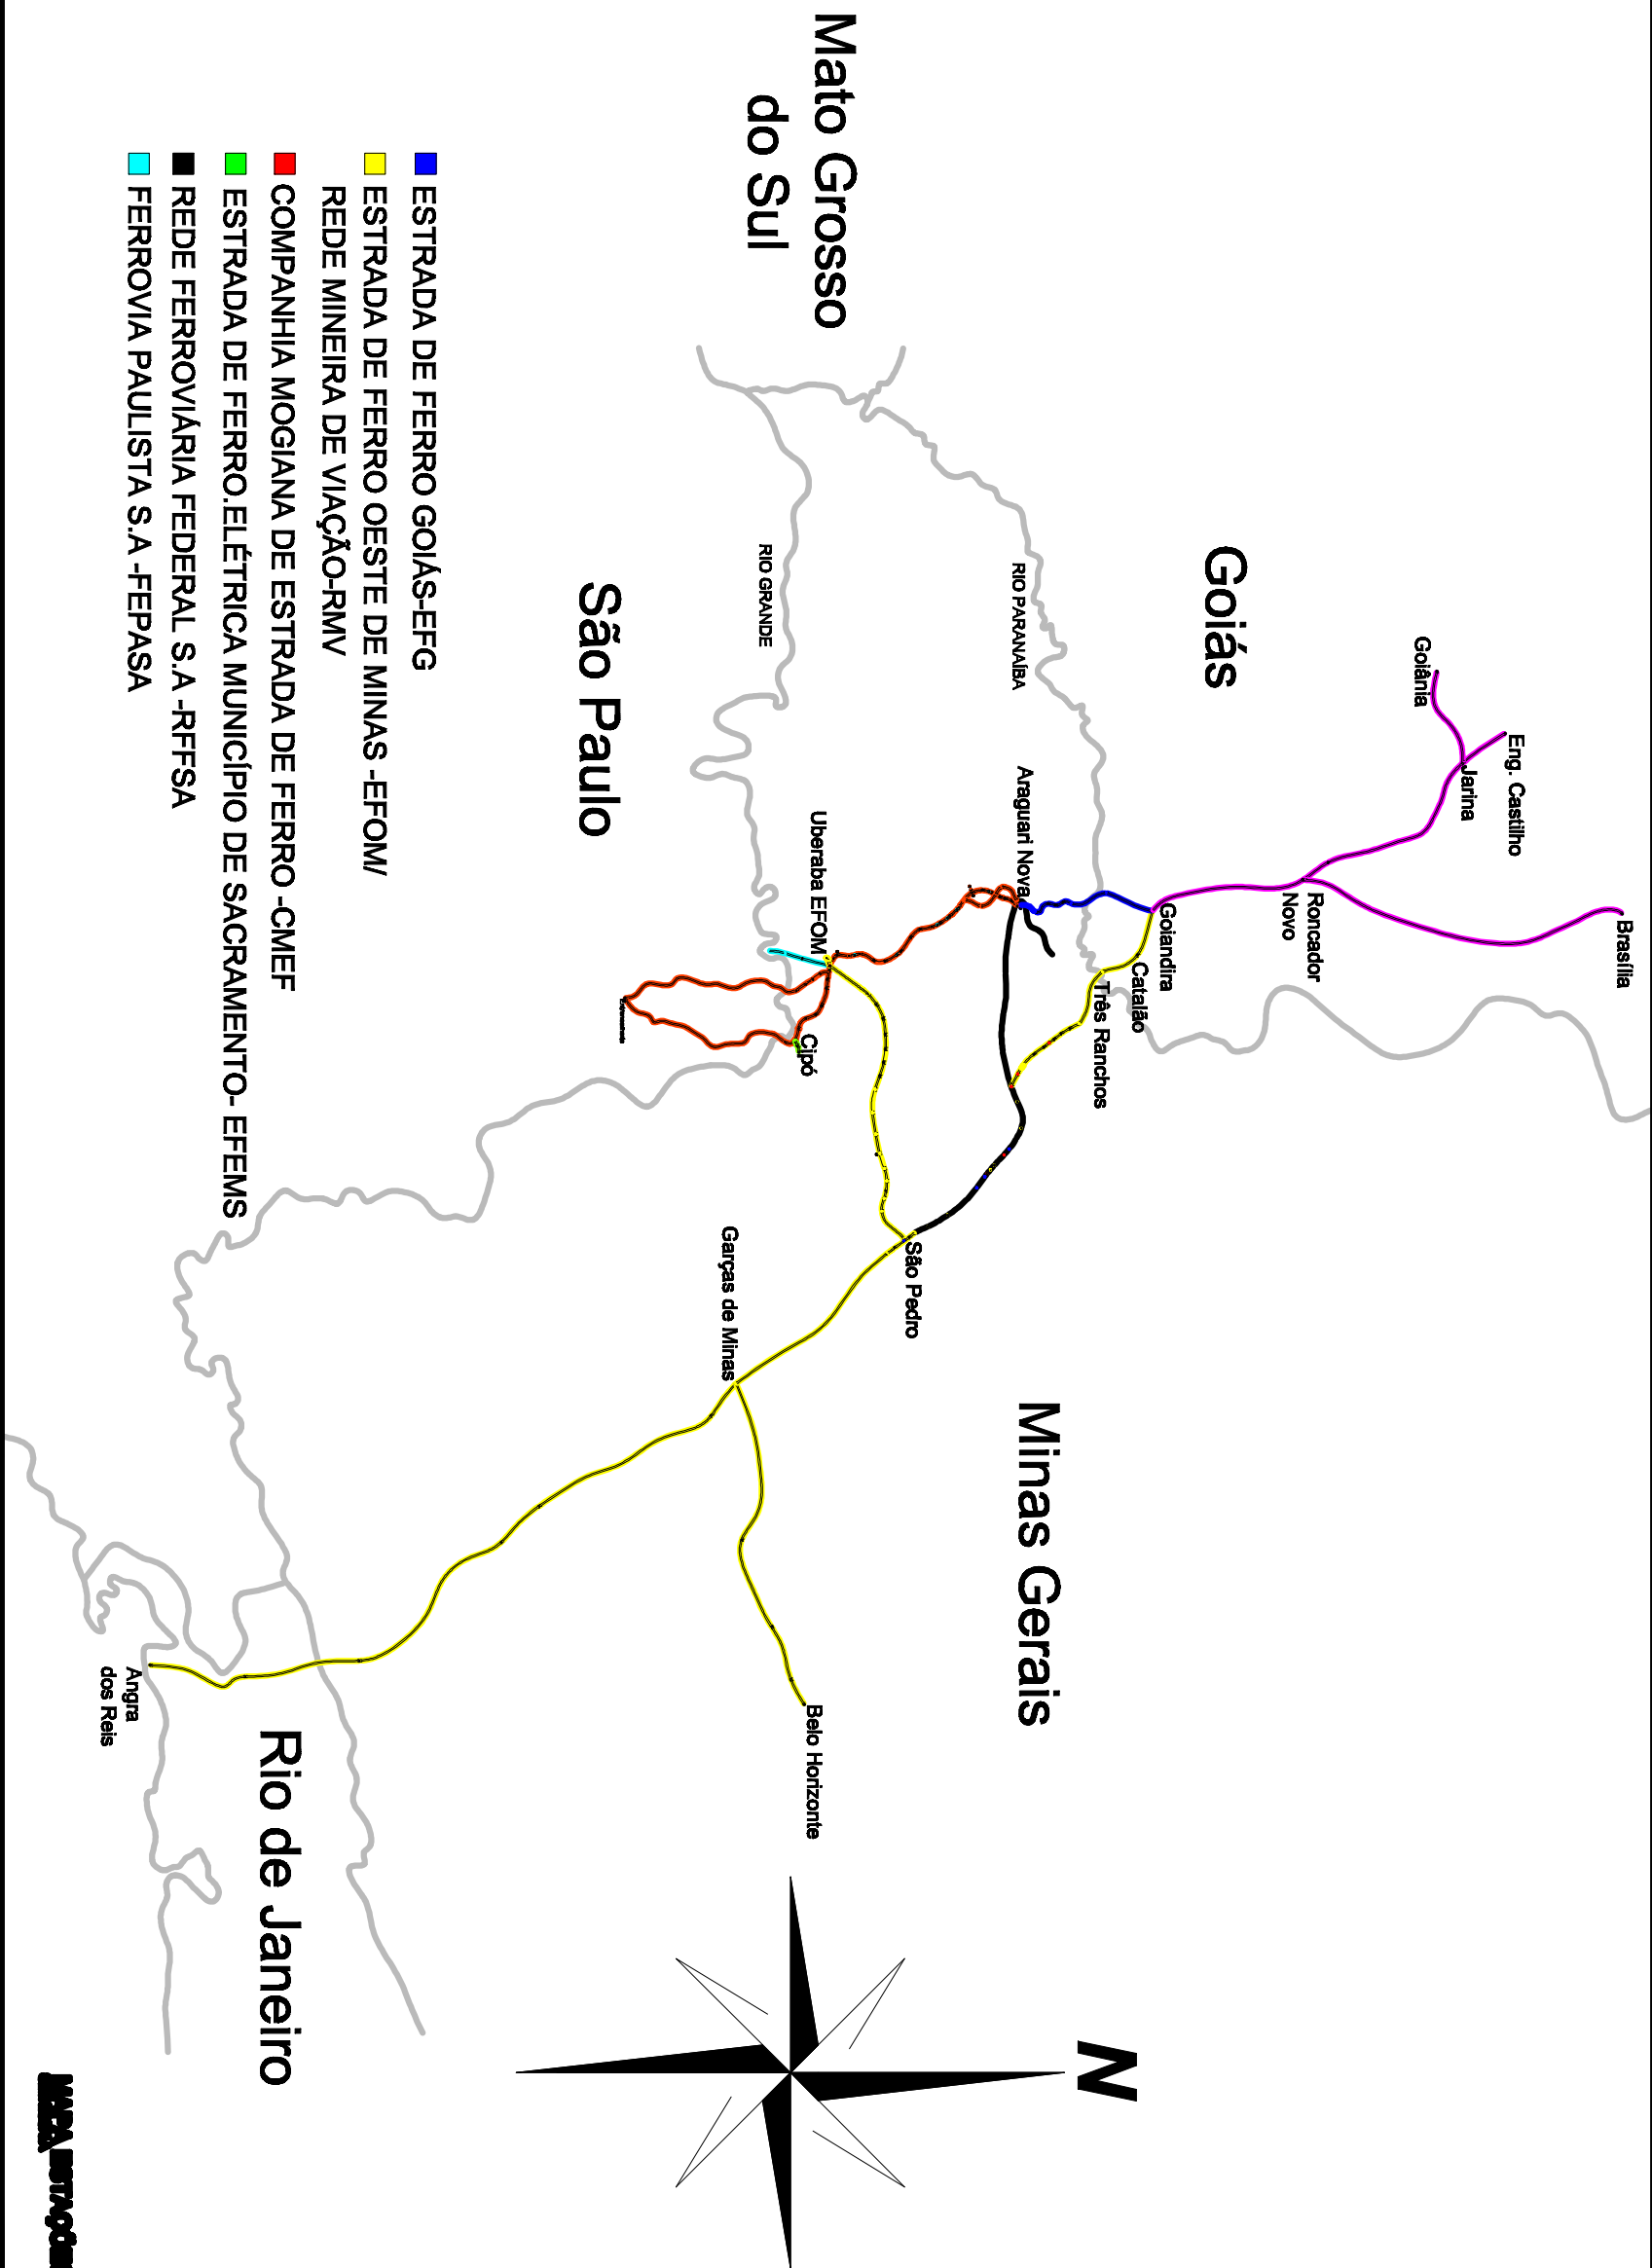 Brasília
Eng. Castilho
Jarina
Goiânia
Roncador
Novo
Goiás
Goiandira
Catalão
Três Ranchos
N
Minas Gerais
RIO PARANAÍBA
Araguari Nova
São Pedro
Mato Grosso
do Sul
Uberaba EFOM
Belo Horizonte
Cipó
RIO GRANDE
Garças de Minas
São Paulo
ESTRADA DE FERRO GOIÁS-EFG
ESTRADA DE FERRO OESTE DE MINAS -EFOM/
REDE MINEIRA DE VIAÇÃO-RMV
COMPANHIA MOGIANA DE ESTRADA DE FERRO -CMEF
ESTRADA DE FERRO.ELÉTRICA MUNICÍPIO DE SACRAMENTO- EFEMS
REDE FERROVIÁRIA FEDERAL S.A -RFFSA
FERROVIA PAULISTA S.A -FEPASA
Rio de Janeiro
Angra
dos Reis
MAPA